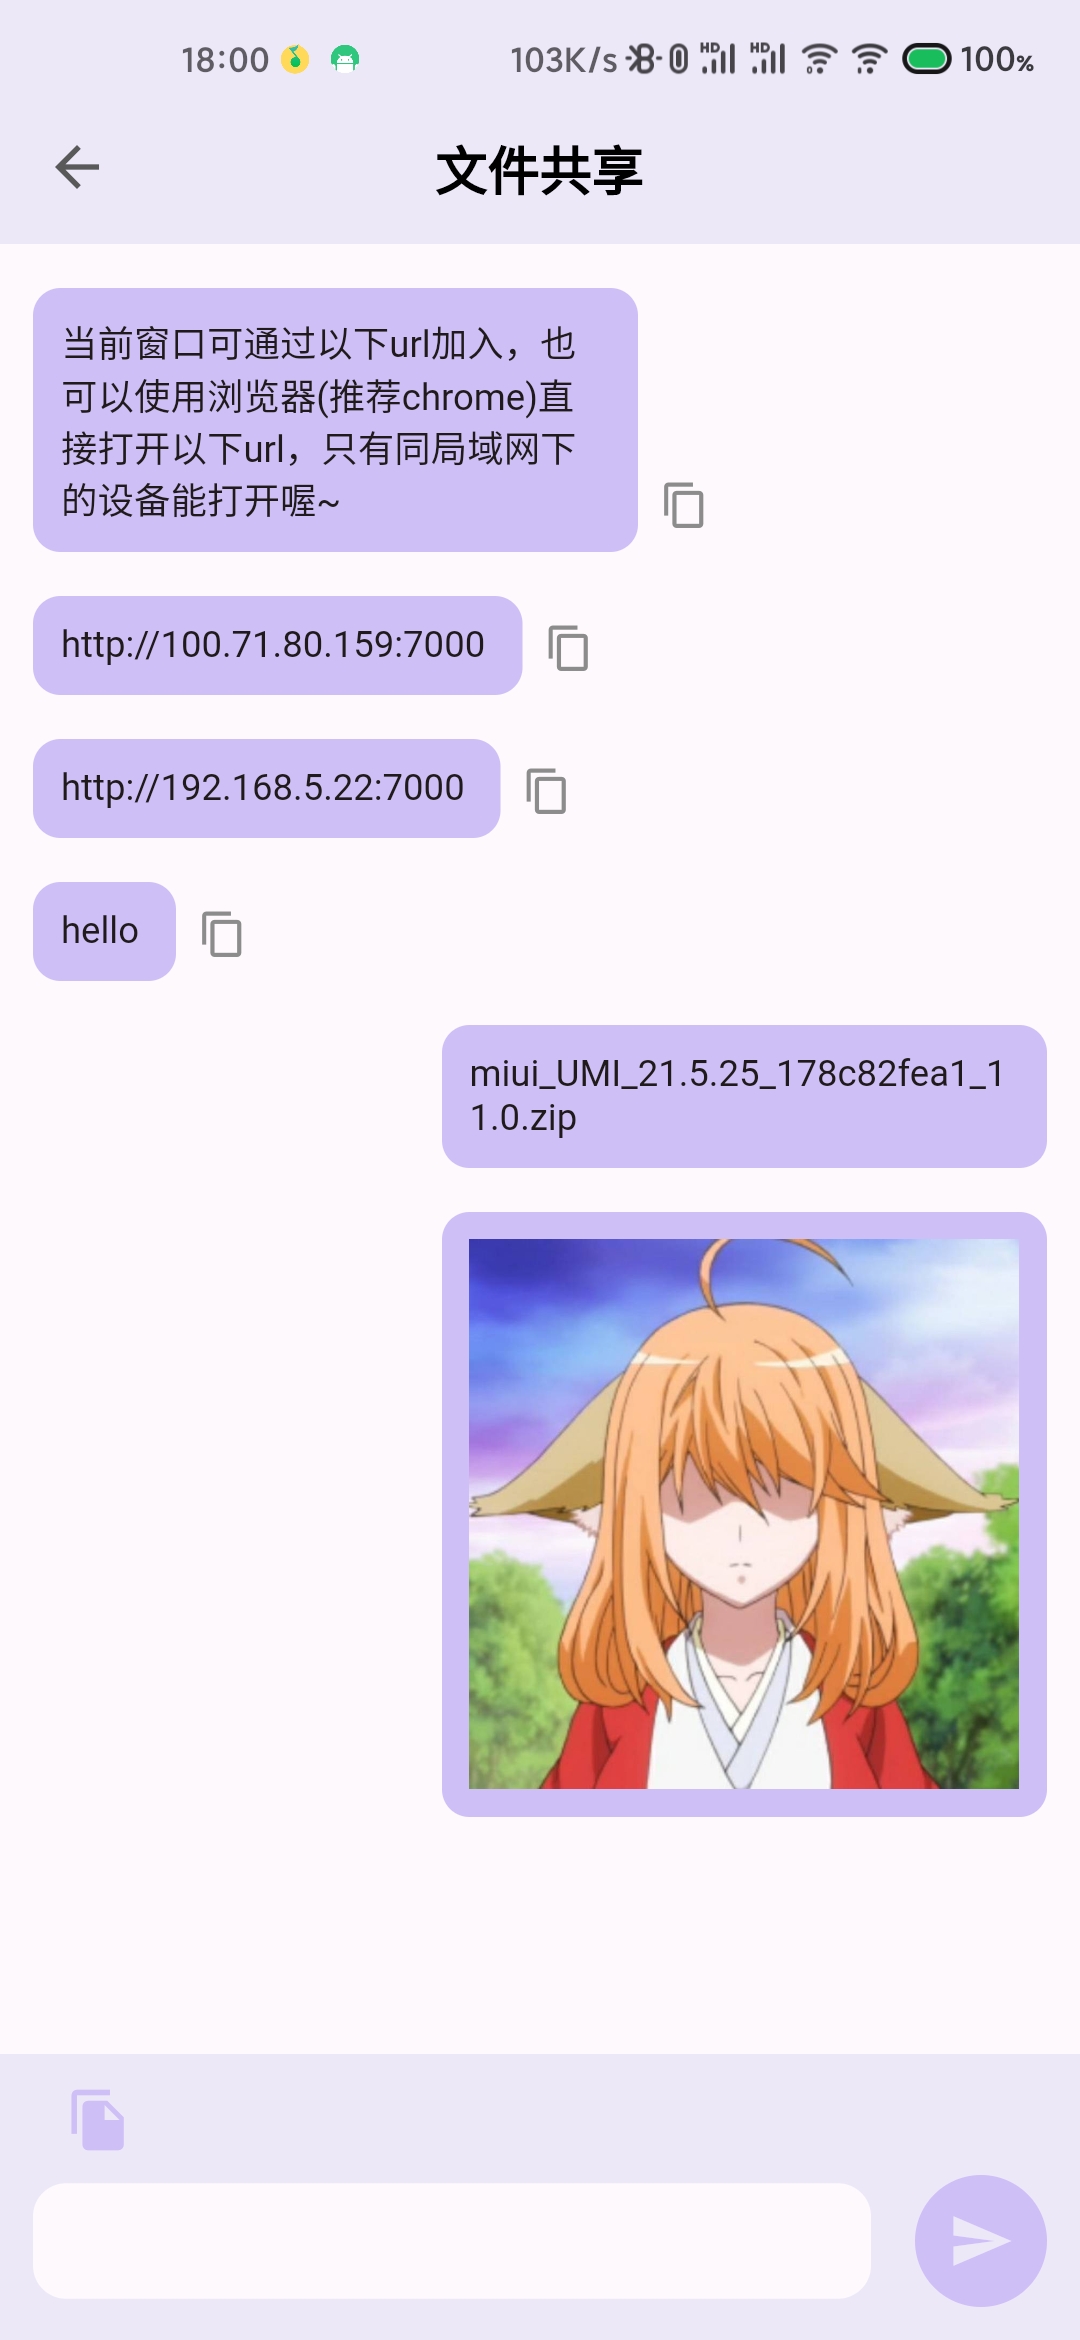 18:00
103K/s
HD
HD
100%
文件共享
当前窗口可通过以下url加入，也
可以使用浏览器(推荐chrome)直
接打开以下url，只有同局域网下
的设备能打开喔~
http://100.71.80.159:7000
http://192.168.5.22:7000
hello
miui_UMI_21.5.25_178c82fea1_1
1.0.zip